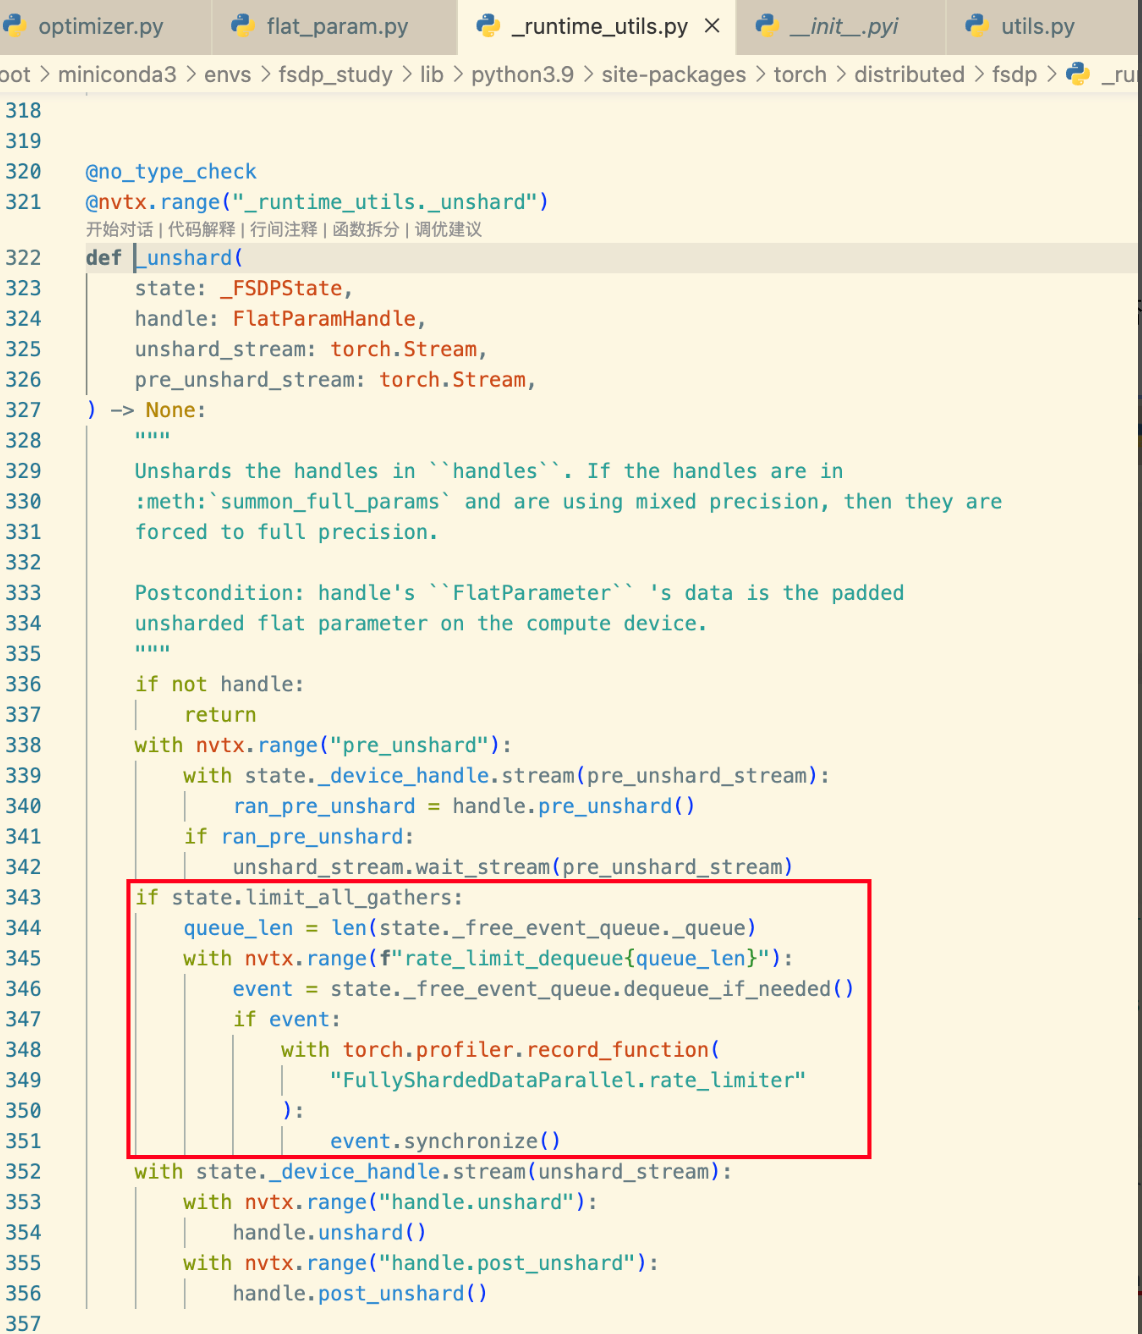 optimizer.py flat_param.py _runtime_utils.py × __init__.pyi utils.py
oot > miniconda3 > envs > fsdp_study > lib > python3.9 > site-packages > torch > distributed > fsdp > _ru
318
319
320 @no_type_check
321 @nvtx.range("_runtime_utils._unshard")
开始对话 | 代码解释 | 行间注释 | 函数拆分 | 调优建议
322 def _unshard(
323     state: _FSDPState,
324     handle: FlatParamHandle,
325     unshard_stream: torch.Stream,
326     pre_unshard_stream: torch.Stream,
327 ) -> None:
328     """
329     Unshards the handles in ``handles``. If the handles are in
330     :meth:`summon_full_params` and are using mixed precision, then they are
331     forced to full precision.
332
333     Postcondition: handle's ``FlatParameter`` 's data is the padded
334     unsharded flat parameter on the compute device.
335     """
336     if not handle:
337         return
338     with nvtx.range("pre_unshard"):
339         with state._device_handle.stream(pre_unshard_stream):
340             ran_pre_unshard = handle.pre_unshard()
341         if ran_pre_unshard:
342             unshard_stream.wait_stream(pre_unshard_stream)
343     if state.limit_all_gathers:
344         queue_len = len(state._free_event_queue._queue)
345         with nvtx.range(f"rate_limit_dequeue{queue_len}"):
346             event = state._free_event_queue.dequeue_if_needed()
347             if event:
348                 with torch.profiler.record_function(
349                     "FullyShardedDataParallel.rate_limiter"
350                 ):
351                     event.synchronize()
352     with state._device_handle.stream(unshard_stream):
353         with nvtx.range("handle.unshard"):
354             handle.unshard()
355         with nvtx.range("handle.post_unshard"):
356             handle.post_unshard()
357